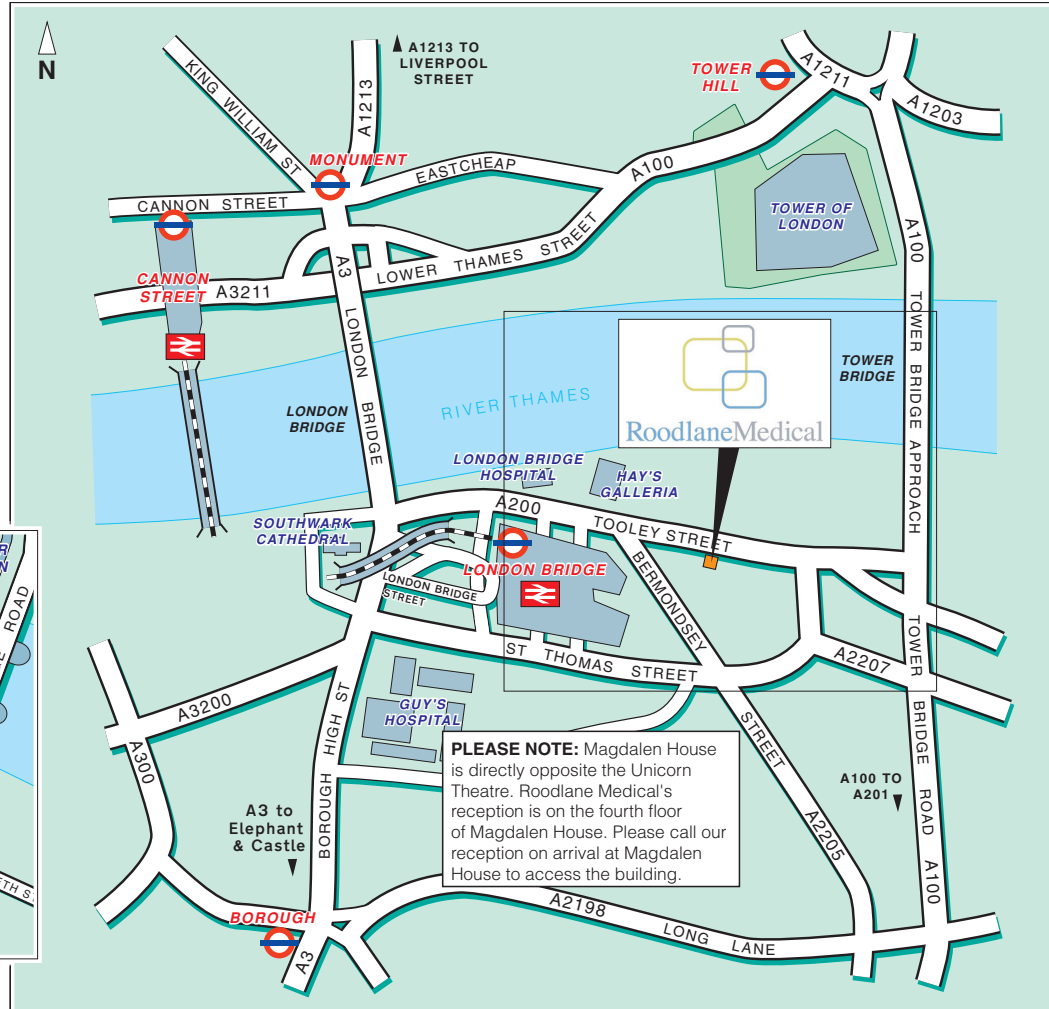 N
A1213 TO
LIVERPOOL
STREET
KING WILLIAM ST
A1213
TOWER
HILL
A1211
A1203
MONUMENT
EASTCHEAP
A100
CANNON STREET
TOWER OF
LONDON
A100
CANNON
STREET
A3211
A3
LOWER THAMES STREET
LONDON BRIDGE
TOWER BRIDGE APPROACH
RoodlaneMedical
TOWER
BRIDGE
LONDON
BRIDGE
RIVER THAMES
LONDON BRIDGE
HOSPITAL
HAY'S
GALLERIA
A200
TOOLEY STREET
SOUTHWARK
CATHEDRAL
LONDON BRIDGE
LONDON BRIDGE
STREET
BERMONDSEY
STREET
ST THOMAS STREET
A2207
TOWER BRIDGE ROAD
A100
A3200
A300
BOROUGH HIGH ST
GUY'S
HOSPITAL
PLEASE NOTE: Magdalen House
is directly opposite the Unicorn
Theatre. Roodlane Medical's
reception is on the fourth floor
of Magdalen House. Please call our
reception on arrival at Magdalen
House to access the building.
A100 TO
A201
A3 to
Elephant
& Castle
A2205
BOROUGH
A3
A2198
LONG LANE
ROAD